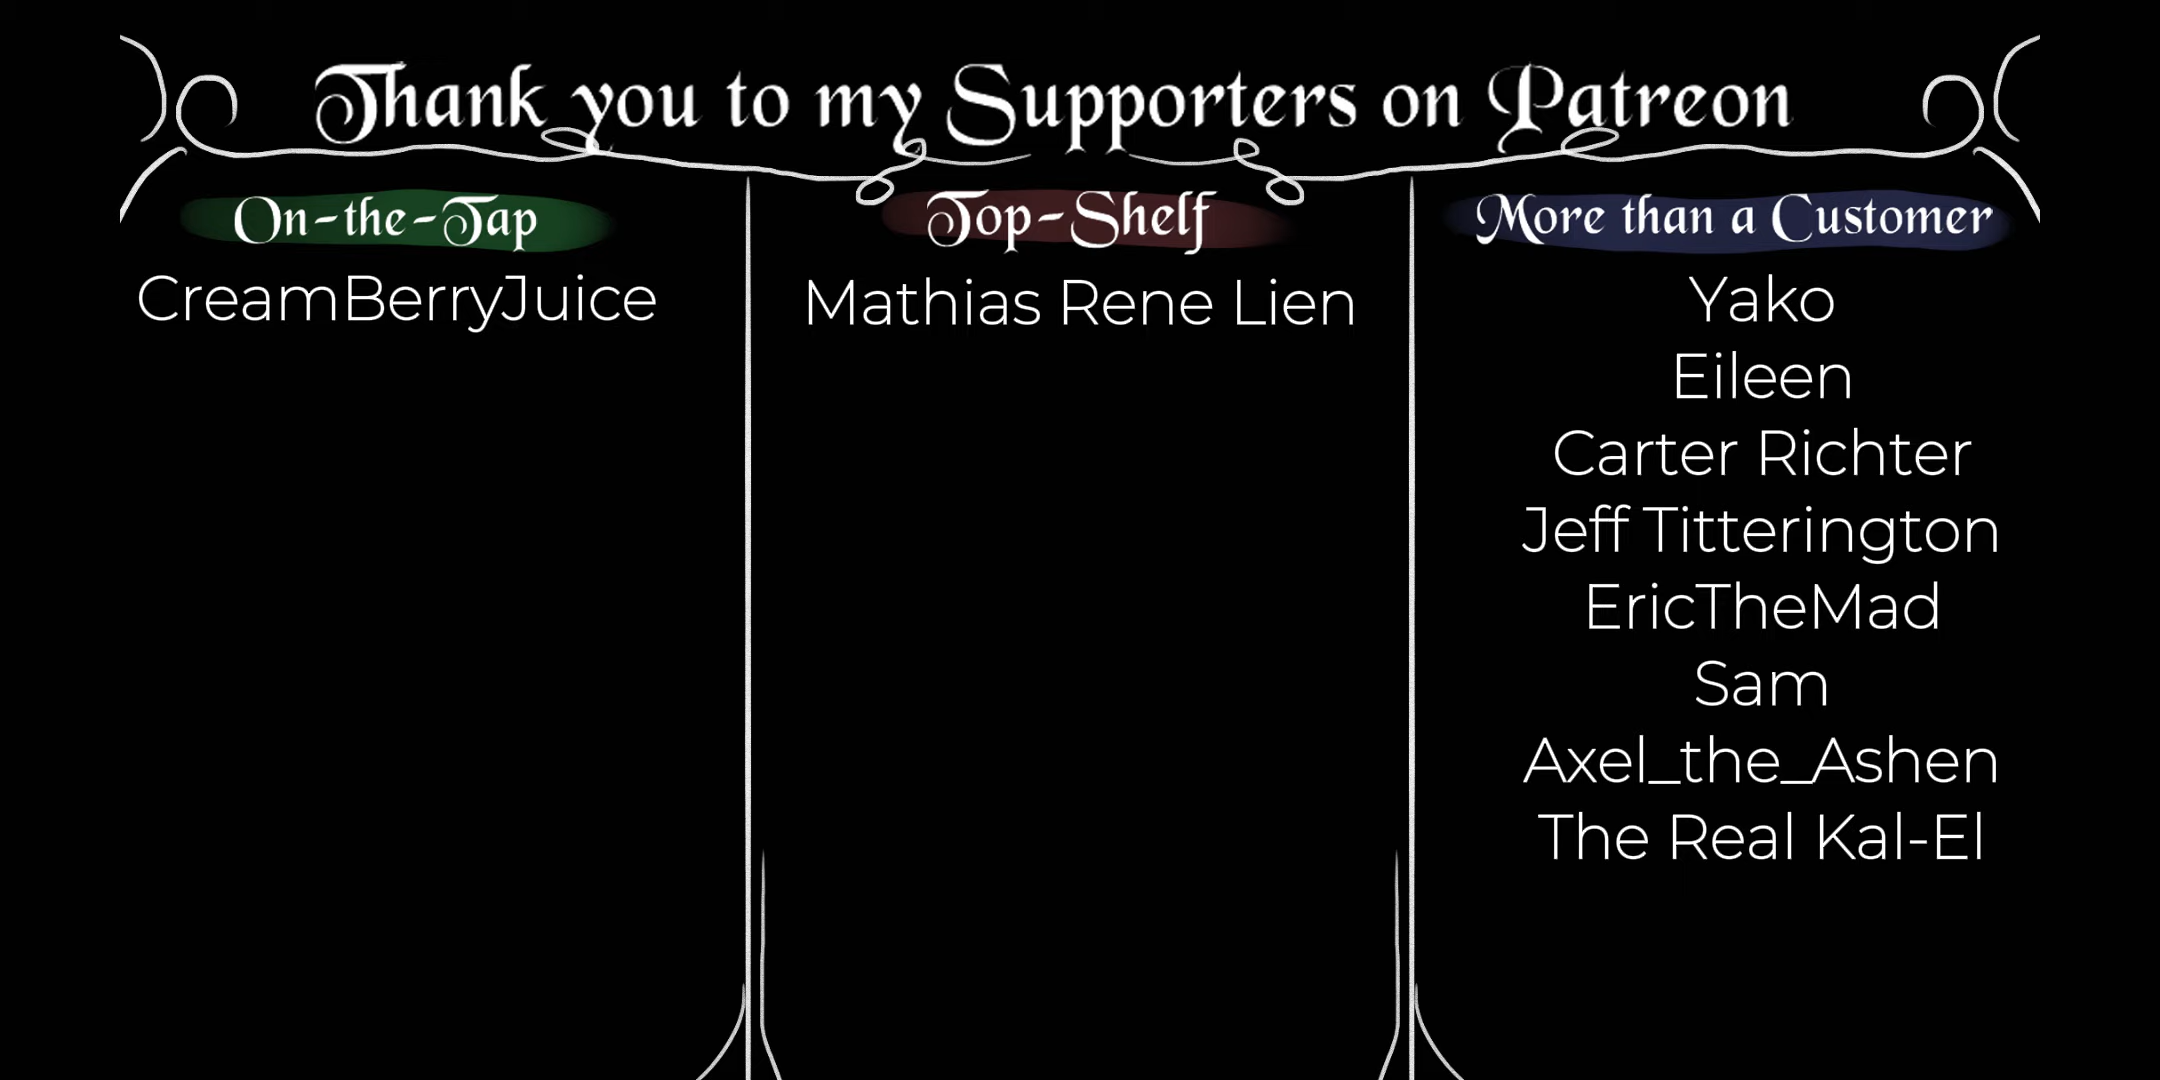 Thank you to my Supporters on Patreon
On-the-Tap
CreamBerryJuice
Top-Shelf
Mathias Rene Lien
More than a Customer
Yako
Eileen
Carter Richter
Jeff Titterington
EricTheMad
Sam
Axel_the_Ashen
The Real Kal-El